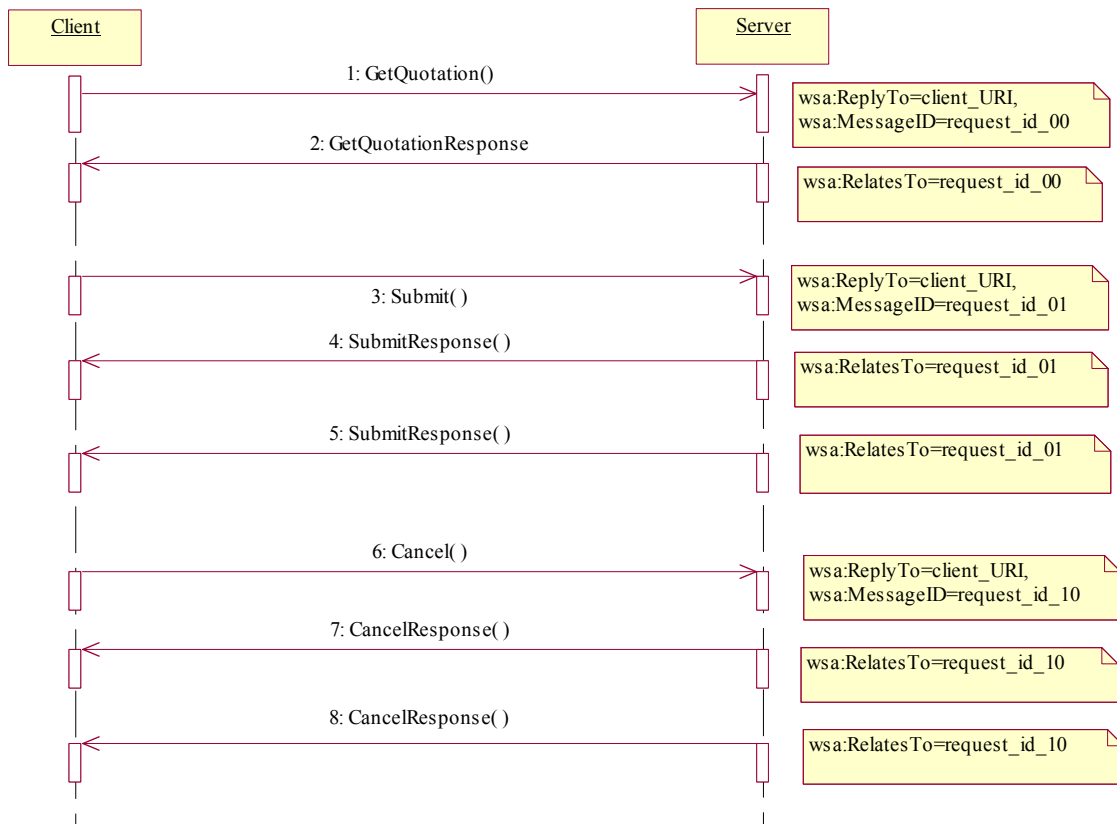 Client
Server
1: GetQuotation()
wsa:ReplyTo=client_URI,
wsa:MessageID=request_id_00
2: GetQuotationResponse
wsa:RelatesTo=request_id_00
3: Submit( )
wsa:ReplyTo=client_URI,
wsa:MessageID=request_id_01
4: SubmitResponse( )
wsa:RelatesTo=request_id_01
5: SubmitResponse( )
wsa:RelatesTo=request_id_01
6: Cancel( )
wsa:ReplyTo=client_URI,
wsa:MessageID=request_id_10
7: CancelResponse( )
wsa:RelatesTo=request_id_10
8: CancelResponse( )
wsa:RelatesTo=request_id_10